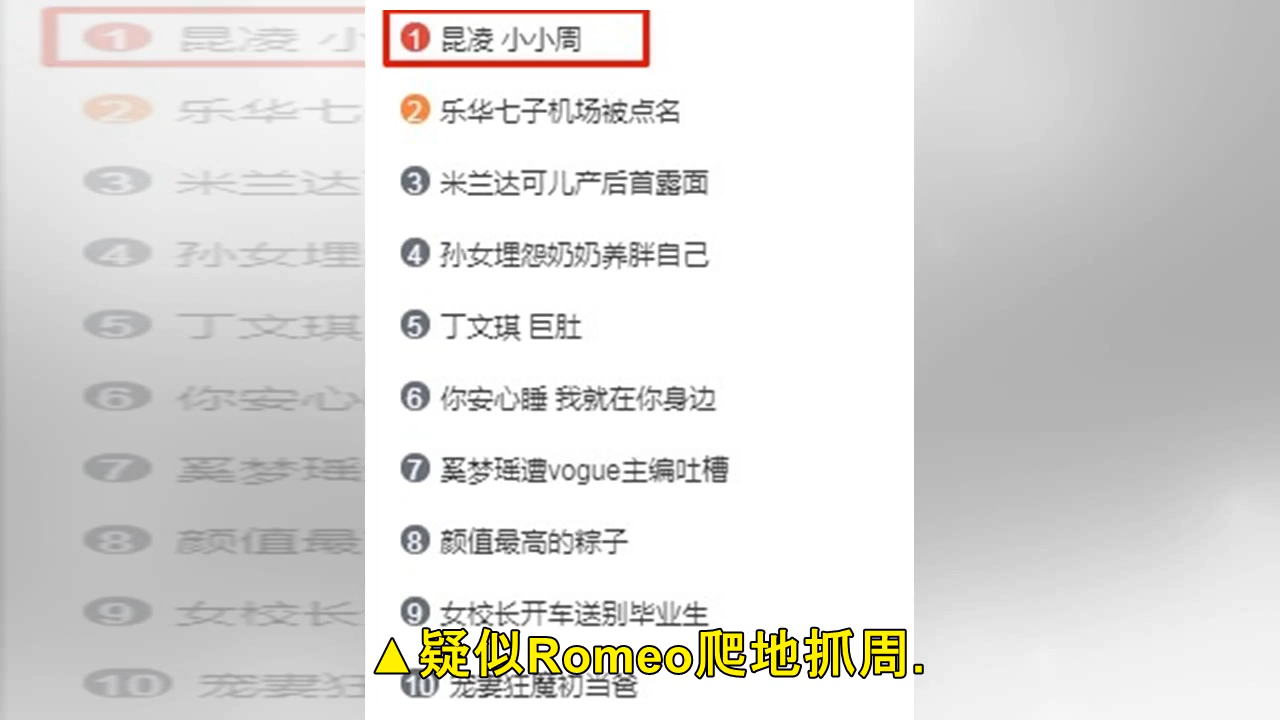 1 昆凌 小小周
2 乐华七子机场被点名
3 米兰达可儿产后首露面
4 孙女埋怨奶奶养胖自己
5 丁文琪 巨肚
6 你安心睡 我就在你身边
7 奚梦瑶遭vogue主编吐槽
8 颜值最高的粽子
9 女校长开车送别毕业生
▲疑似Romeo爬地抓周.
10 宠妻狂魔初当爸